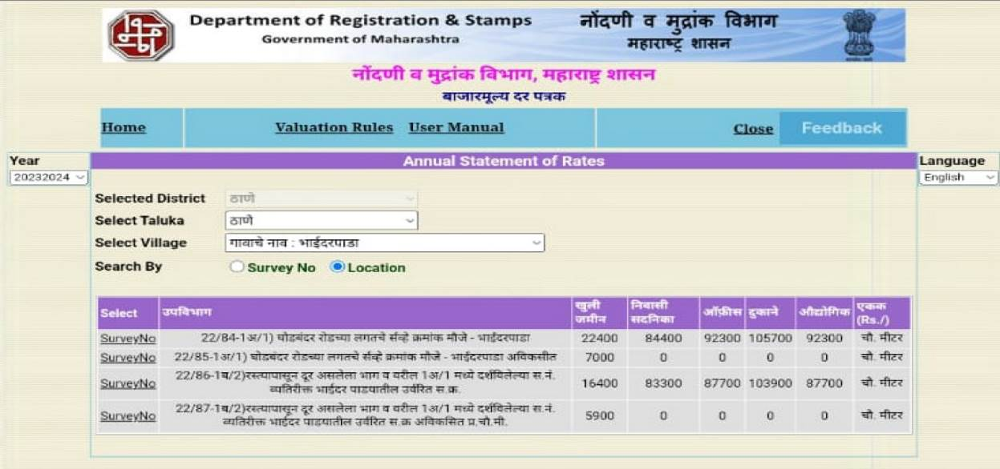 Department of Registration & Stamps
Government of Maharashtra
नोंदणी व मुद्रांक विभाग
महाराष्ट्र शासन
नोंदणी व मुद्रांक विभाग, महाराष्ट्र शासन
बाजारमूल्य दर पत्रक
Home Valuation Rules User Manual Close Feedback
Year Annual Statement of Rates Language
20232024 English
Selected District ठाणे
Select Taluka ठाणे
Select Village गावाचे नाव : भाईदरपाडा
Search By Survey No Location
Select उपविभाग खुली जमीन निवासी सदनिका ऑफ़ीस दुकाने औद्योगिक एकक (Rs./)
SurveyNo 22/84-1अ/1) घोडबंदर रोडच्या लगतचे सर्व्हे क्रमांक मौजे - भाईदरपाडा 22400 84400 92300 105700 92300 चौ. मीटर
SurveyNo 22/85-1अ/1) घोडबंदर रोडच्या लगतचे सर्व्हे क्रमांक मौजे - भाईदरपाडा अविकसीत 7000 0 0 0 0 चौ. मीटर
SurveyNo 22/86-1ब/2)रस्त्यापासून दूर असलेला भाग व वरील 1अ/1 मध्ये दर्शविलेल्या स.नं.
व्यतिरीक्त भाईदर पाडयातील उर्वरित स.क्र. 16400 83300 87700 103900 87700 चौ. मीटर
SurveyNo 22/87-1ब/2)रस्त्यापासून दूर असलेला भाग व वरील 1अ/1 मध्ये दर्शविलेल्या स.नं.
व्यतिरीक्त भाईदर पाडयातील उर्वरित स.क्र अविकसित प्र.चौ.मी. 5900 0 0 0 0 चौ. मीटर